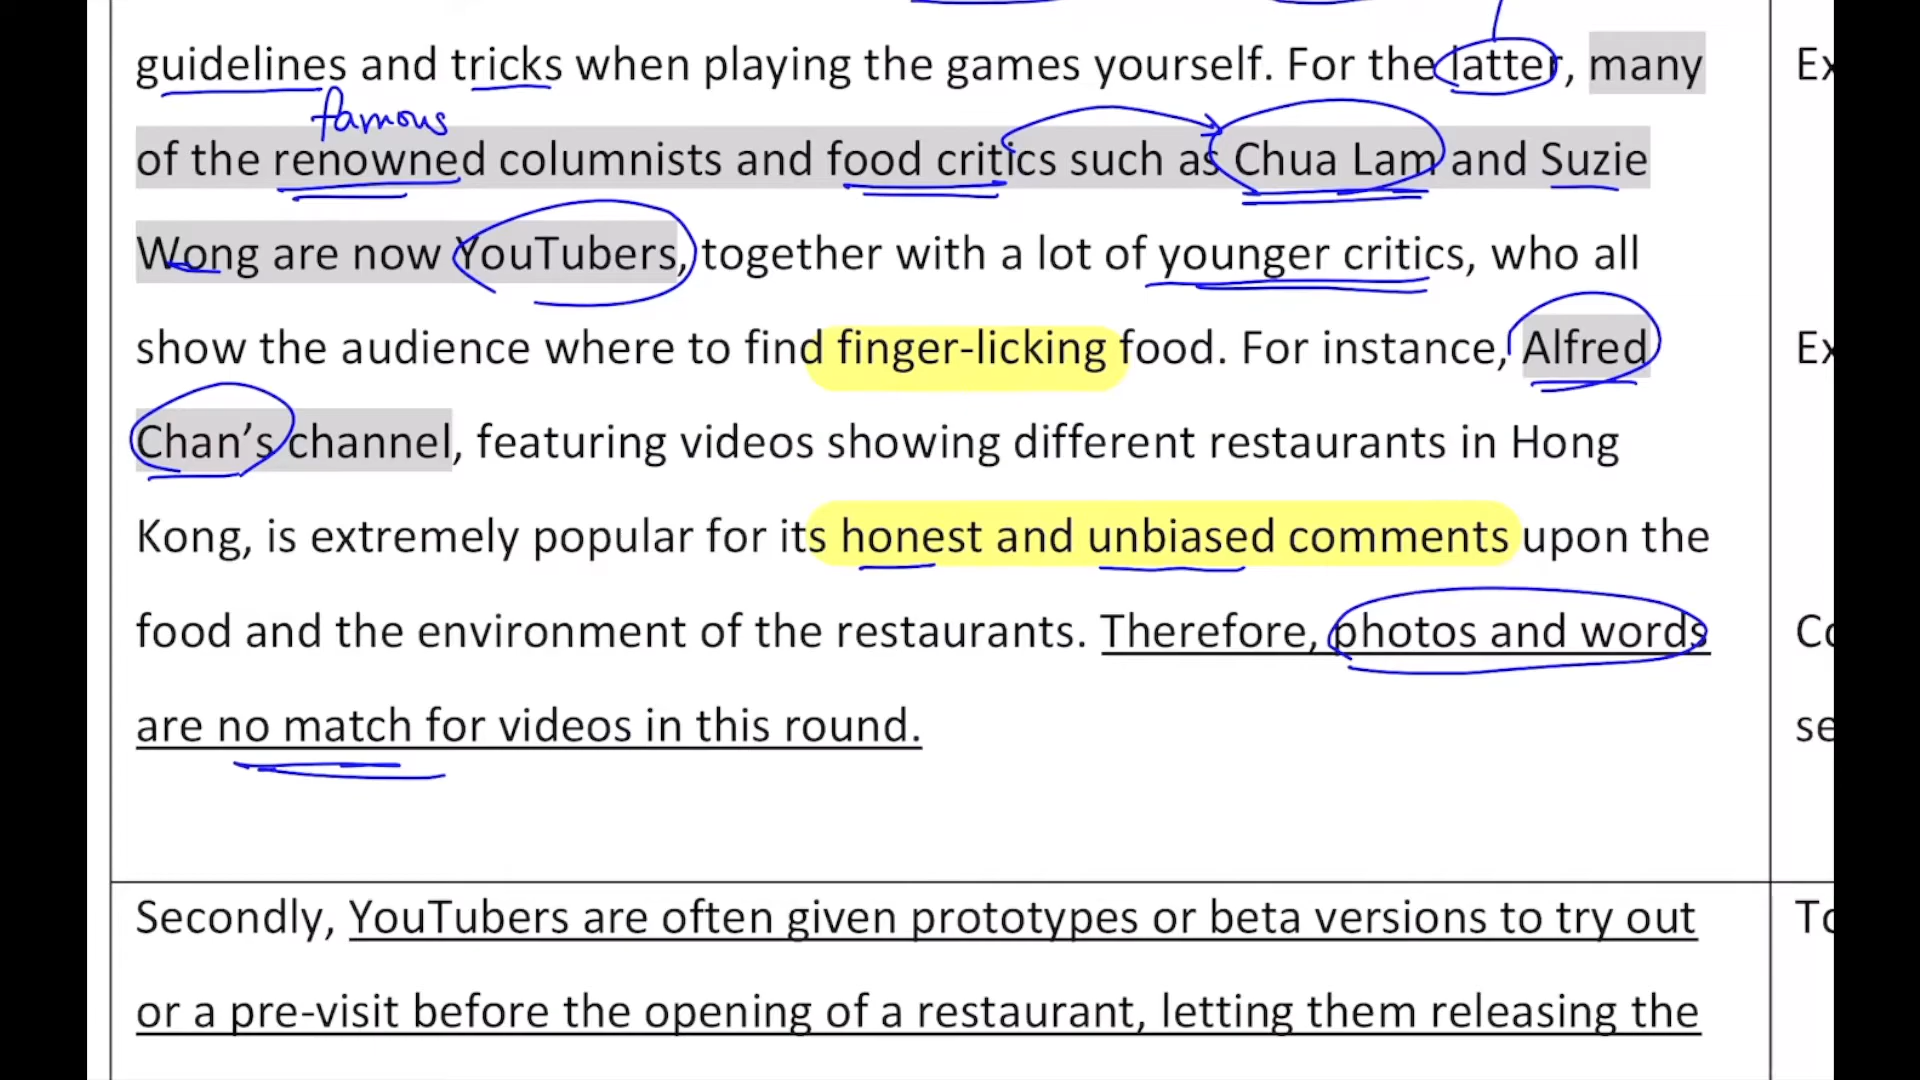 guidelines and tricks when playing the games yourself. For the latter, many
Ex
famous
of the renowned columnists and food critics such as Chua Lam and Suzie
Wong are now YouTubers, together with a lot of younger critics, who all
show the audience where to find finger-licking food. For instance, Alfred
Ex
Chan’s channel, featuring videos showing different restaurants in Hong
Kong, is extremely popular for its honest and unbiased comments upon the
food and the environment of the restaurants. Therefore, photos and words
Co
are no match for videos in this round.
se
Secondly, YouTubers are often given prototypes or beta versions to try out
To
or a pre-visit before the opening of a restaurant, letting them releasing the